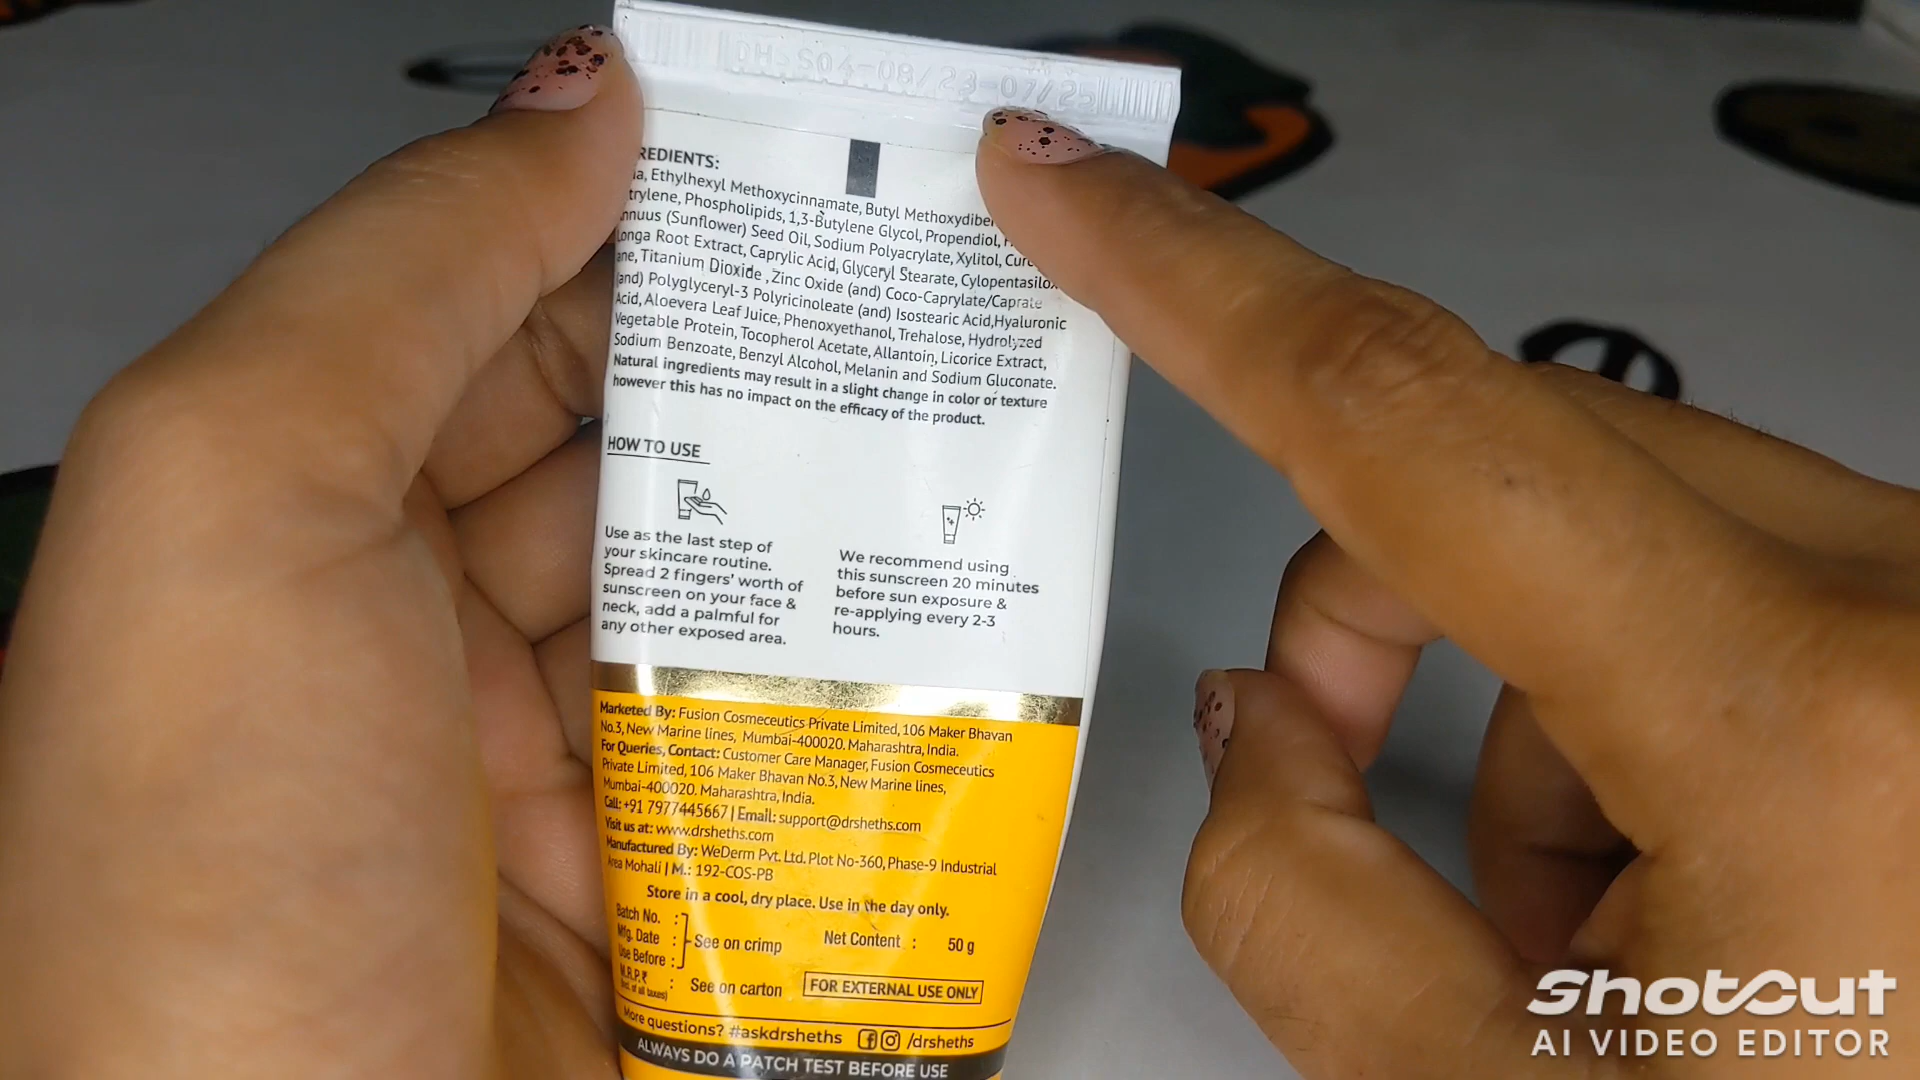 DH-S04-08/23-07/25
REDIENTS:
Ethylhexyl Methoxycinnamate, Butyl
Phospholipids, 1,3-Butylene Glycol, Propendiol,
(Sunflower) Seed Oil, Sodium Polyacrylate, Xylitol,
Longa Root Extract, Caprylic Acid, Glyceryl Stearate,
Titanium Dioxide ,Zinc Oxide (and) Coco-Caprylate/Caprate
(and) Polyglyceryl-3 Polyricinoleate (and) Isostearic Acid,Hyaluronic
Acid, Aloevera Leaf Juice, Phenoxyethanol, Trehalose, Hydrolyzed
Vegetable Protein, Tocopherol Acetate, Allantoin, Licorice Extract,
Sodium Benzoate, Benzyl Alcohol, Melanin and Sodium Gluconate.
Natural ingredients may result in a slight change in color or texture
however this has no impact on the efficacy of the product.
HOW TO USE
Use as the last step of
your skincare routine.
Spread 2 fingers' worth of
sunscreen on your face &
neck, add a palmful for
any other exposed area.
We recommend using
this sunscreen 20 minutes
before sun exposure &
re-applying every 2-3
hours.
Marketed By: Fusion Cosmeceutics Private Limited, 106 Maker Bhavan
No.3, New Marine lines, Mumbai-400020. Maharashtra, India.
For Queries, Contact: Customer Care Manager, Fusion Cosmeceutics
Private Limited, 106 Maker Bhavan No.3, New Marine lines,
Mumbai-400020. Maharashtra, India.
Call: +91 7977445667 | Email: support@drsheths.com
Visit us at: www.drsheths.com
Manufactured By: WeDerm Pvt. Ltd. Plot No-360, Phase-9 Industrial
Area Mohali | M.: 192-COS-PB
Store in a cool, dry place. Use in the day only.
Batch No. :
Mfg. Date :
Use Before :
See on crimp
Net Content : 50 g
M.R.P.₹
(incl. of all taxes)
: See on carton
FOR EXTERNAL USE ONLY
More questions? #askdrsheths /drsheths
ALWAYS DO A PATCH TEST BEFORE USE
ShotCut
AI VIDEO EDITOR